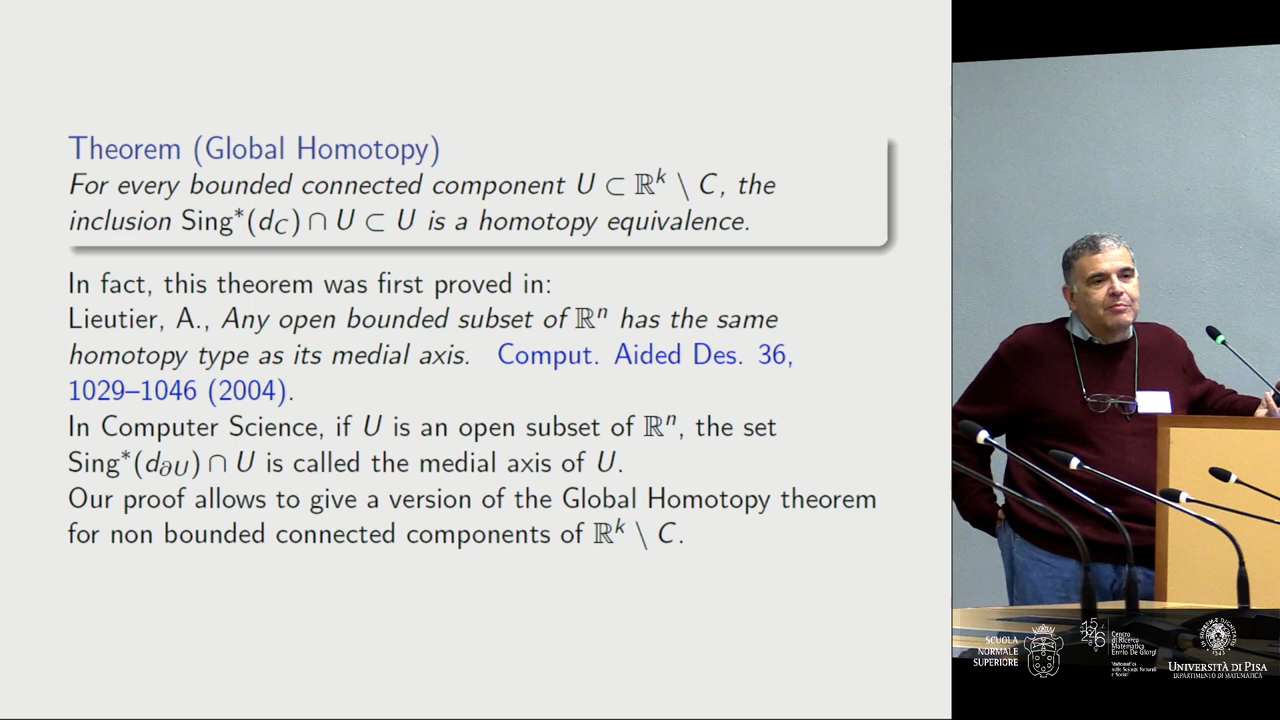 Theorem (Global Homotopy)
For every bounded connected component U ⊂ ℝᵏ \ C, the
inclusion Sing*(d_C) ∩ U ⊂ U is a homotopy equivalence.
In fact, this theorem was first proved in:
Lieutier, A., Any open bounded subset of ℝⁿ has the same
homotopy type as its medial axis. Comput. Aided Des. 36,
1029–1046 (2004).
In Computer Science, if U is an open subset of ℝⁿ, the set
Sing*(d_∂U) ∩ U is called the medial axis of U.
Our proof allows to give a version of the Global Homotopy theorem
for non bounded connected components of ℝᵏ \ C.
SCUOLA
NORMALE
SUPERIORE
Centro
di Ricerca
Matematica
Ennio De Giorgi
UNIVERSITÀ DI PISA
DIPARTIMENTO DI MATEMATICA